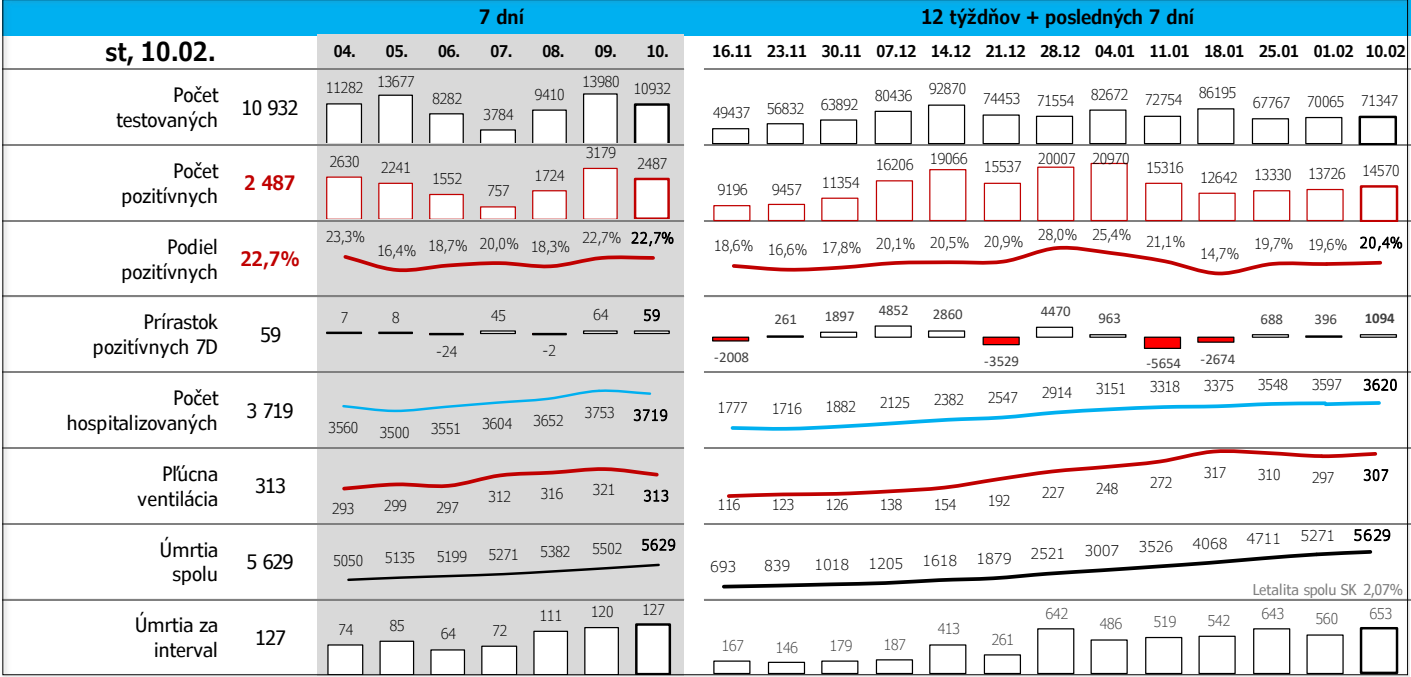 7 dní 12 týždňov + posledných 7 dní
st, 10.02. 04. 05. 06. 07. 08. 09. 10. 16.11 23.11 30.11 07.12 14.12 21.12 28.12 04.01 11.01 18.01 25.01 01.02 10.02
Počet testovaných 10 932 11282 13677 8282 3784 9410 13980 10932 49437 56832 63892 80436 92870 74453 71554 82672 72754 86195 67767 70065 71347
Počet pozitívnych 2 487 2630 2241 1552 757 1724 3179 2487 9196 9457 11354 16206 19066 15537 20007 20970 15316 12642 13330 13726 14570
Podiel pozitívnych 22,7% 23,3% 16,4% 18,7% 20,0% 18,3% 22,7% 22,7% 18,6% 16,6% 17,8% 20,1% 20,5% 20,9% 28,0% 25,4% 21,1% 14,7% 19,7% 19,6% 20,4%
Prírastok pozitívnych 7D 59 7 8 -24 45 -2 64 59 -2008 261 1897 4852 2860 -3529 4470 963 -5654 -2674 688 396 1094
Počet hospitalizovaných 3 719 3560 3500 3551 3604 3652 3753 3719 1777 1716 1882 2125 2382 2547 2914 3151 3318 3375 3548 3597 3620
Pľúcna ventilácia 313 293 299 297 312 316 321 313 116 123 126 138 154 192 227 248 272 317 310 297 307
Úmrtia spolu 5 629 5050 5135 5199 5271 5382 5502 5629 693 839 1018 1205 1618 1879 2521 3007 3526 4068 4711 5271 5629
Letalita spolu SK 2,07%
Úmrtia za interval 127 74 85 64 72 111 120 127 167 146 179 187 413 261 642 486 519 542 643 560 653